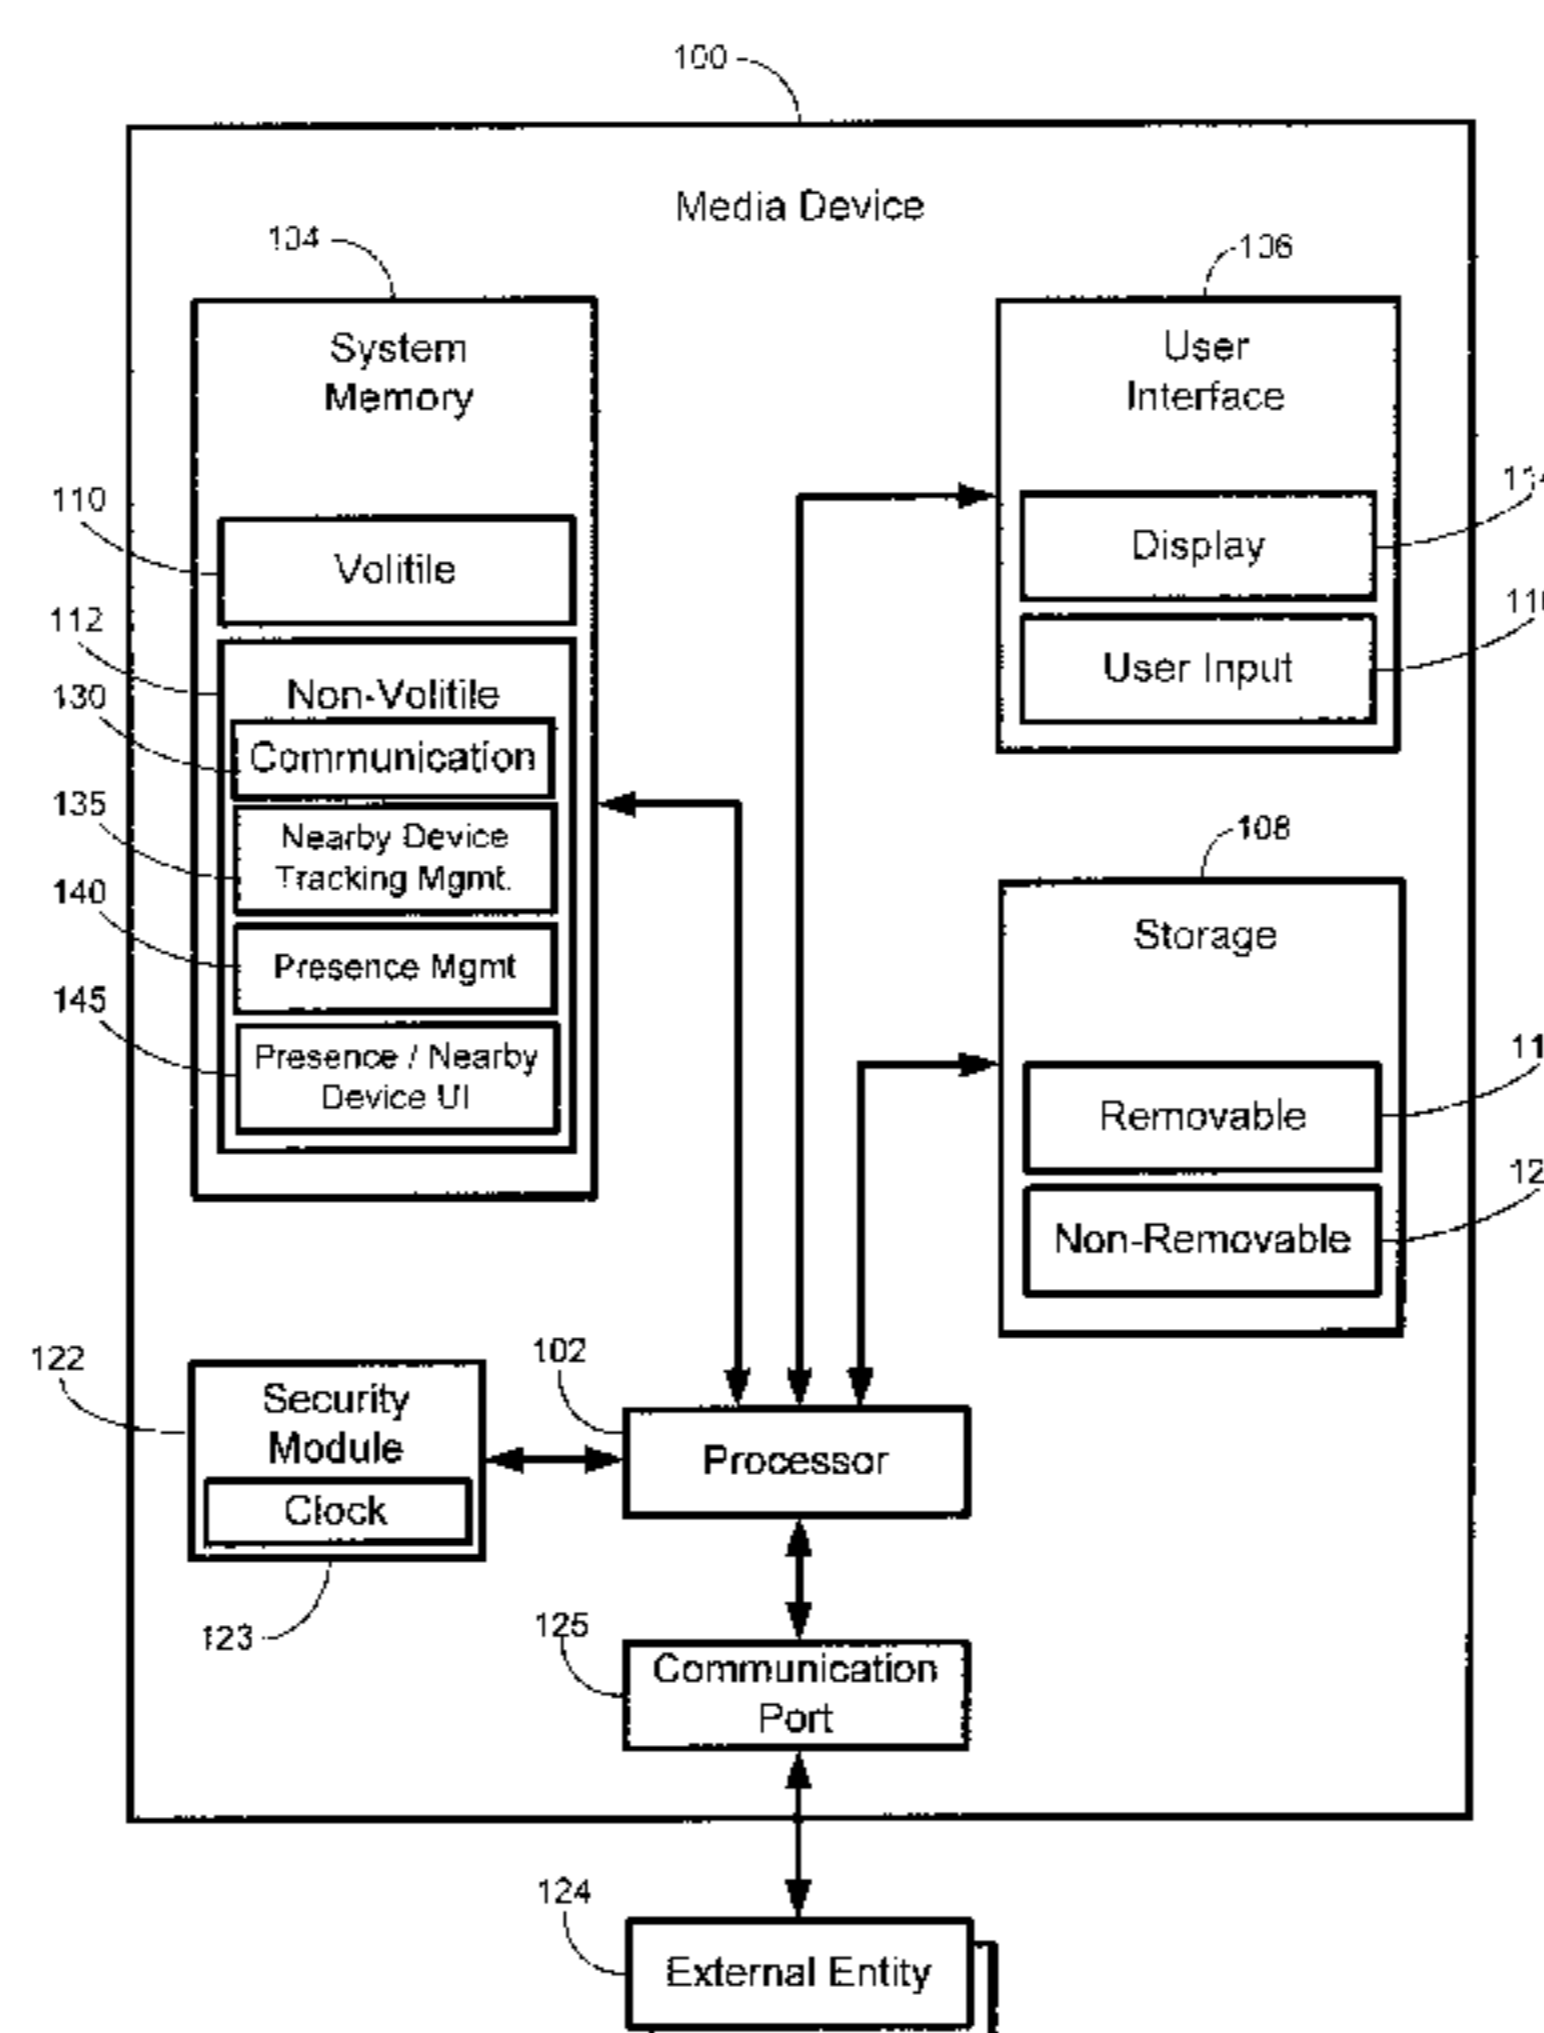 100
Media Device
104
System
Memory
110
Volitile
112
Non-Volitile
130
Communication
135
Nearby Device
Tracking Mgmt.
140
Presence Mgmt
145
Presence / Nearby
Device UI
106
User
Interface
Display
User Input
108
Storage
Removable
Non-Removable
122
Security
Module
Clock
123
102
Processor
125
Communication
Port
124
External Entity